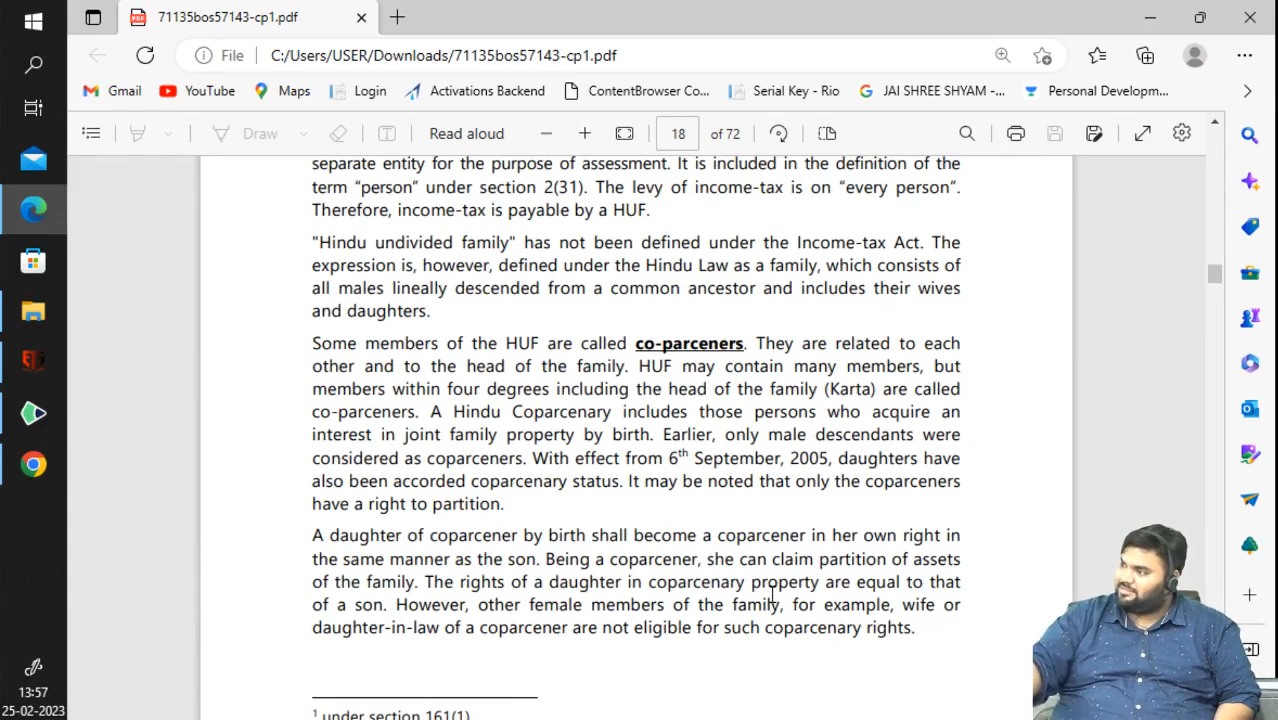 71135bos57143-cp1.pdf
File C:/Users/USER/Downloads/71135bos57143-cp1.pdf
Gmail YouTube Maps Login Activations Backend ContentBrowser Co... Serial Key - Rio JAI SHREE SHYAM -... Personal Developm...
Draw Read aloud 18 of 72
separate entity for the purpose of assessment. It is included in the definition of the
term “person” under section 2(31). The levy of income-tax is on “every person”.
Therefore, income-tax is payable by a HUF.
"Hindu undivided family" has not been defined under the Income-tax Act. The
expression is, however, defined under the Hindu Law as a family, which consists of
all males lineally descended from a common ancestor and includes their wives
and daughters.
Some members of the HUF are called co-parceners. They are related to each
other and to the head of the family. HUF may contain many members, but
members within four degrees including the head of the family (Karta) are called
co-parceners. A Hindu Coparcenary includes those persons who acquire an
interest in joint family property by birth. Earlier, only male descendants were
considered as coparceners. With effect from 6th September, 2005, daughters have
also been accorded coparcenary status. It may be noted that only the coparceners
have a right to partition.
A daughter of coparcener by birth shall become a coparcener in her own right in
the same manner as the son. Being a coparcener, she can claim partition of assets
of the family. The rights of a daughter in coparcenary property are equal to that
of a son. However, other female members of the family, for example, wife or
daughter-in-law of a coparcener are not eligible for such coparcenary rights.
1 under section 161(1)
13:57
25-02-2023